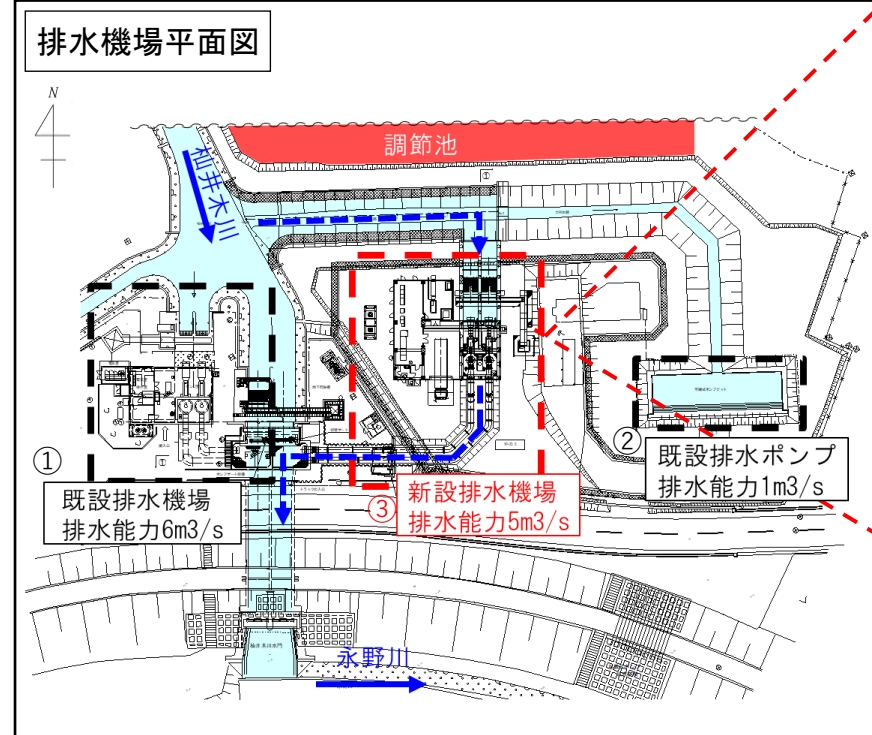 排水機場平面図
N
調節池
杣井木川
①
既設排水機場
排水能力6m3/s
③
新設排水機場
排水能力5m3/s
②
既設排水ポンプ
排水能力1m3/s
永野川